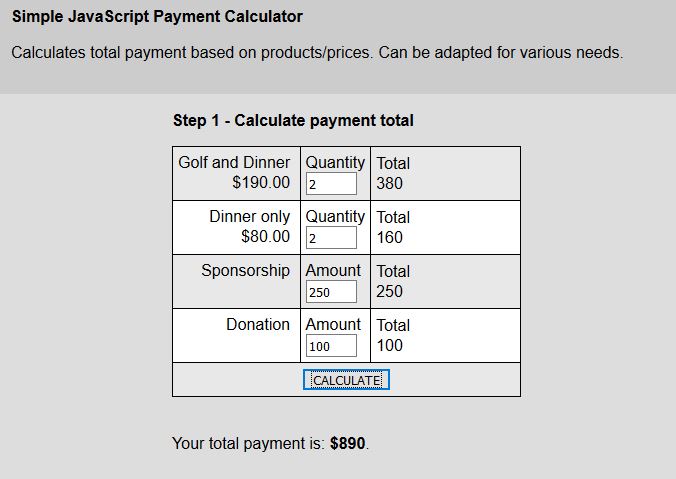 Simple JavaScript Payment Calculator
Calculates total payment based on products/prices. Can be adapted for various needs.
Step 1 - Calculate payment total
Golf and Dinner Quantity Total
$190.00 2 380
Dinner only Quantity Total
$80.00 2 160
Sponsorship Amount Total
250 250
Donation Amount Total
100 100
CALCULATE
Your total payment is: $890.